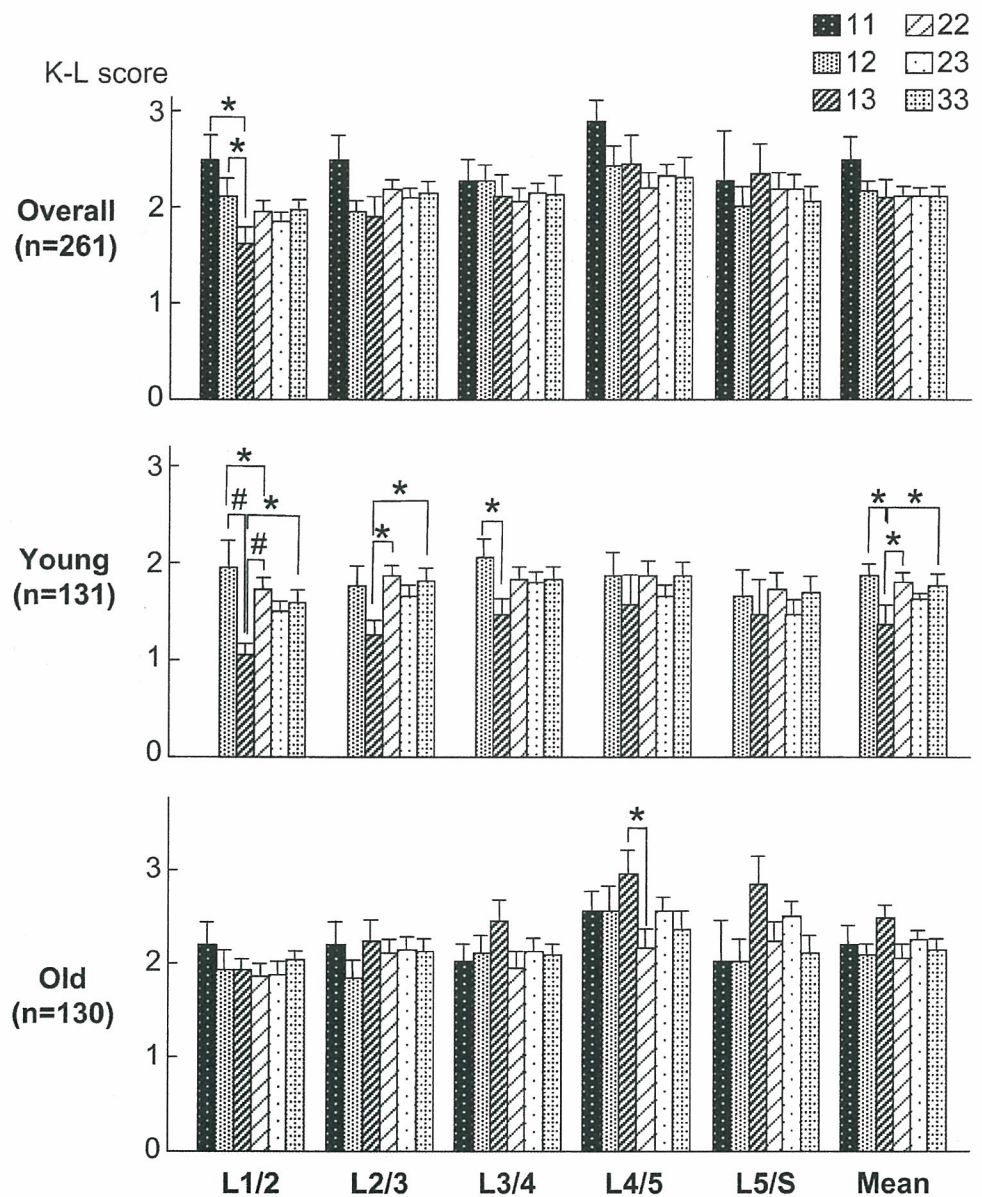 11 22
12 23
13 33
K-L score
3
* *
2
1
0
Overall
(n=261)
3
* # * #
* *
*
* * *
2
1
0
Young
(n=131)
*
3
2
1
0
Old
(n=130)
L1/2 L2/3 L3/4 L4/5 L5/S Mean